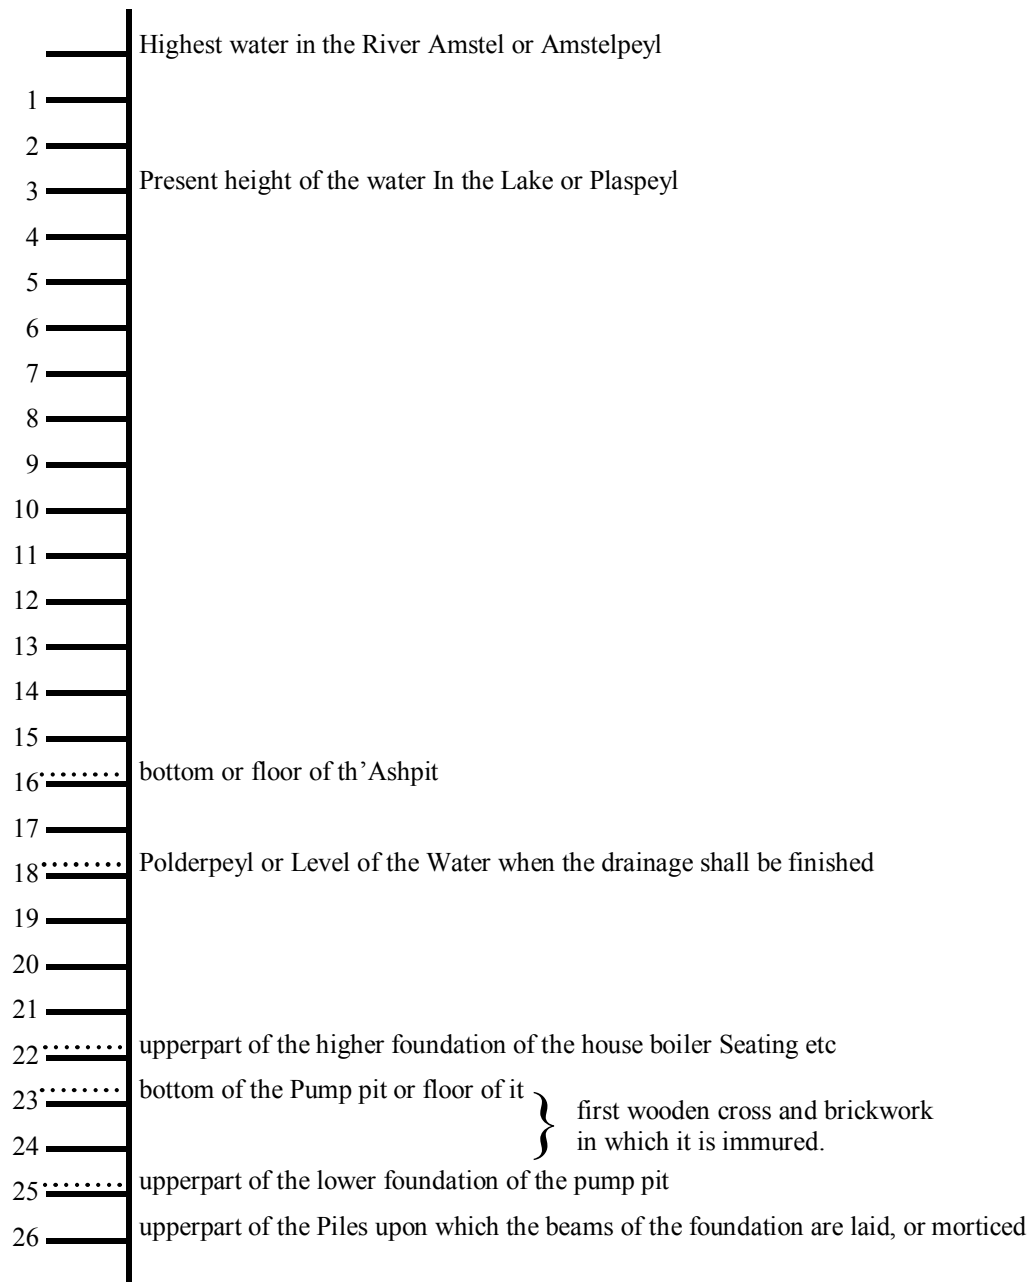 Highest water in the River Amstel or Amstelpeyl
1
2
3 Present height of the water In the Lake or Plaspeyl
4
5
6
7
8
9
10
11
12
13
14
15
16 bottom or floor of th’Ashpit
17
18 Polderpeyl or Level of the Water when the drainage shall be finished
19
20
21
22 upperpart of the higher foundation of the house boiler Seating etc
23 bottom of the Pump pit or floor of it
first wooden cross and brickwork
24 in which it is immured.
25 upperpart of the lower foundation of the pump pit
26 upperpart of the Piles upon which the beams of the foundation are laid, or morticed